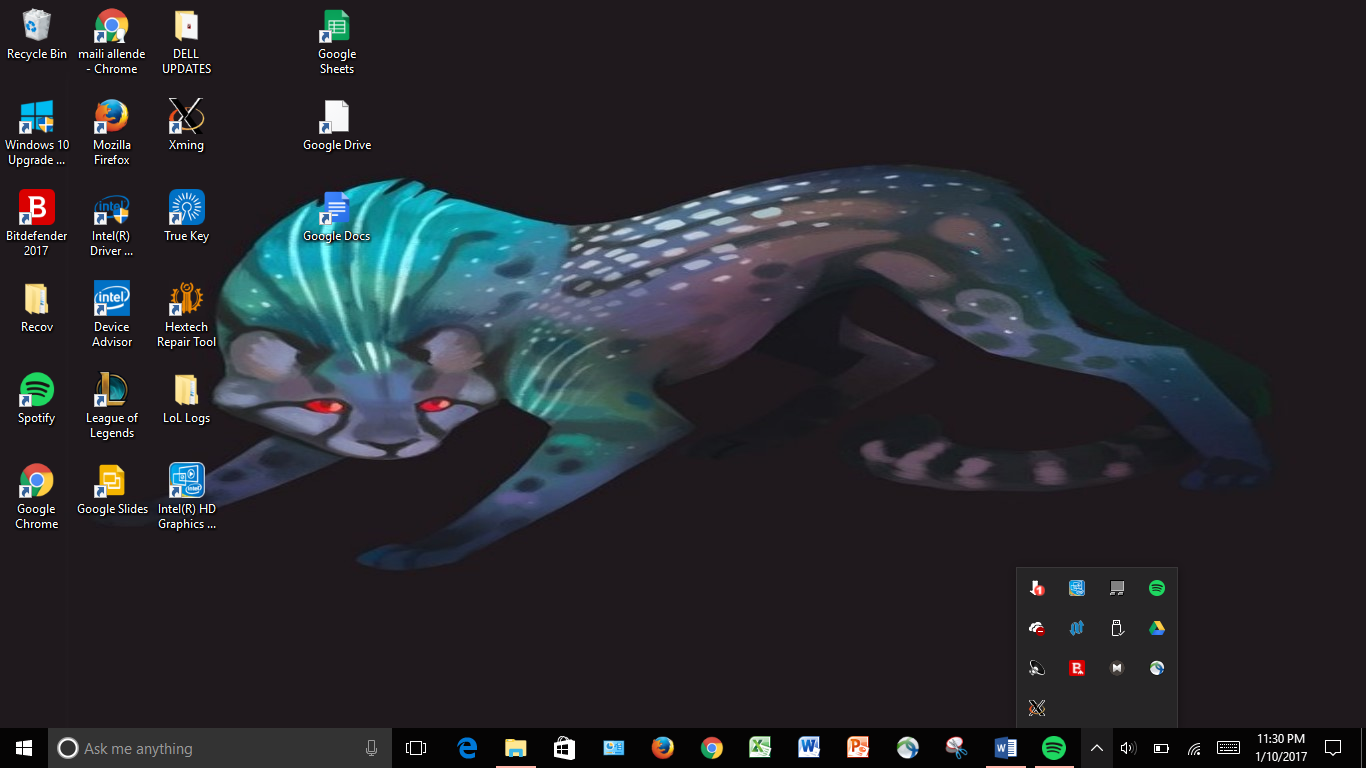 Recycle Bin
maili allende
- Chrome
DELL
UPDATES
Google
Sheets
Windows 10
Upgrade ...
Mozilla
Firefox
Xming
Google Drive
Bitdefender
2017
Intel(R)
Driver ...
True Key
Google Docs
Recov
Device
Advisor
Hextech
Repair Tool
Spotify
League of
Legends
LoL Logs
Google
Chrome
Google Slides
Intel(R) HD
Graphics ...
Ask me anything
11:30 PM
1/10/2017